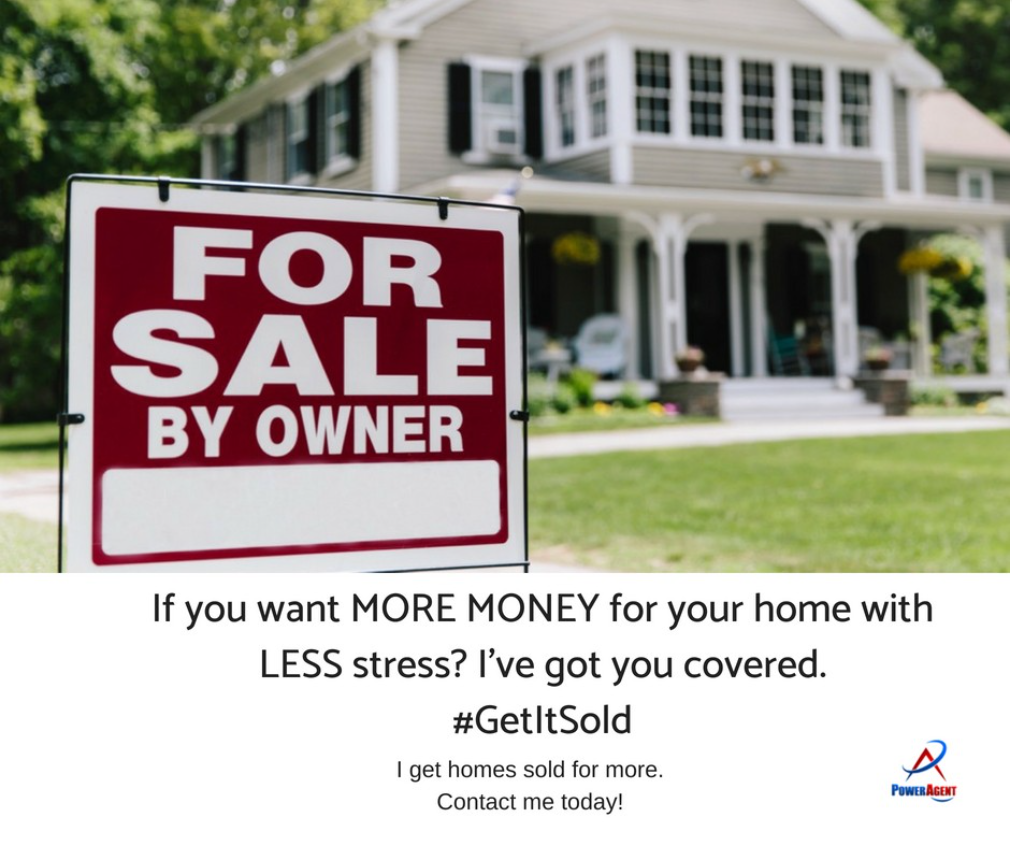 FOR
SALE
BY OWNER
If you want MORE MONEY for your home with
LESS stress? I've got you covered.
#GetItSold
I get homes sold for more.
Contact me today!
POWERAGENT